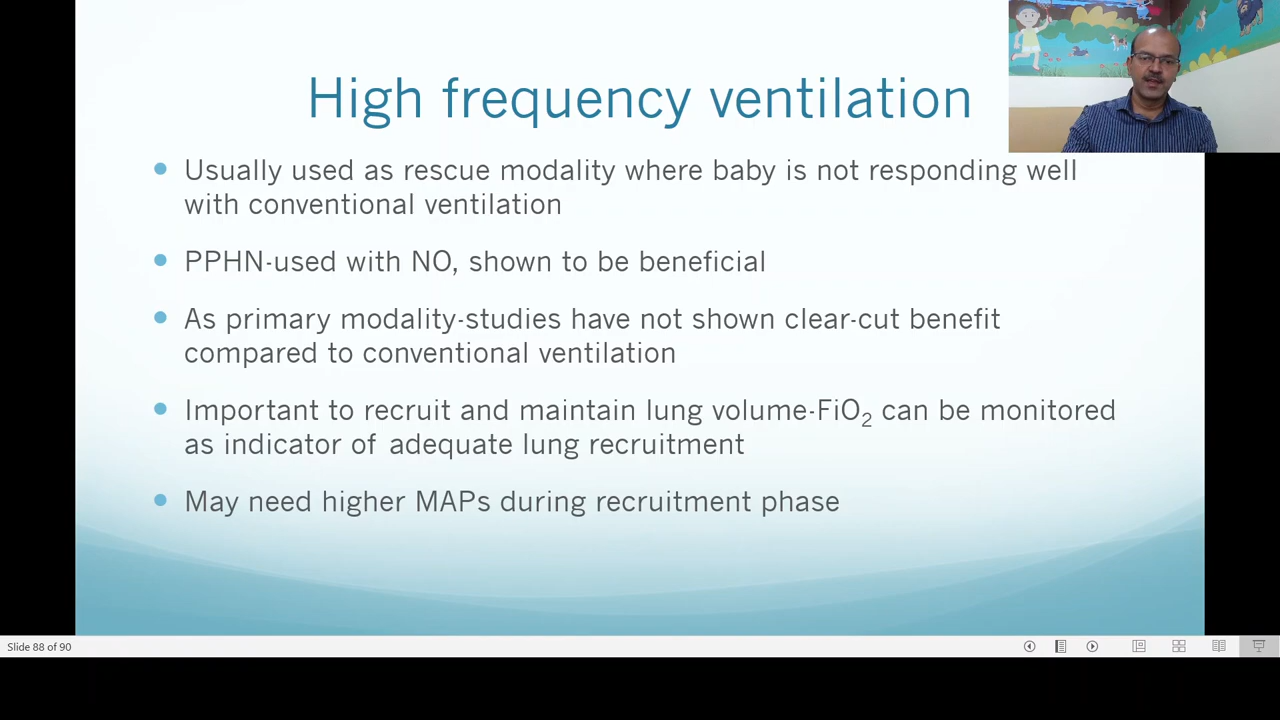 High frequency ventilation
Usually used as rescue modality where baby is not responding well
with conventional ventilation
PPHN-used with NO, shown to be beneficial
As primary modality-studies have not shown clear-cut benefit
compared to conventional ventilation
Important to recruit and maintain lung volume-FiO₂ can be monitored
as indicator of adequate lung recruitment
May need higher MAPs during recruitment phase
Slide 88 of 90